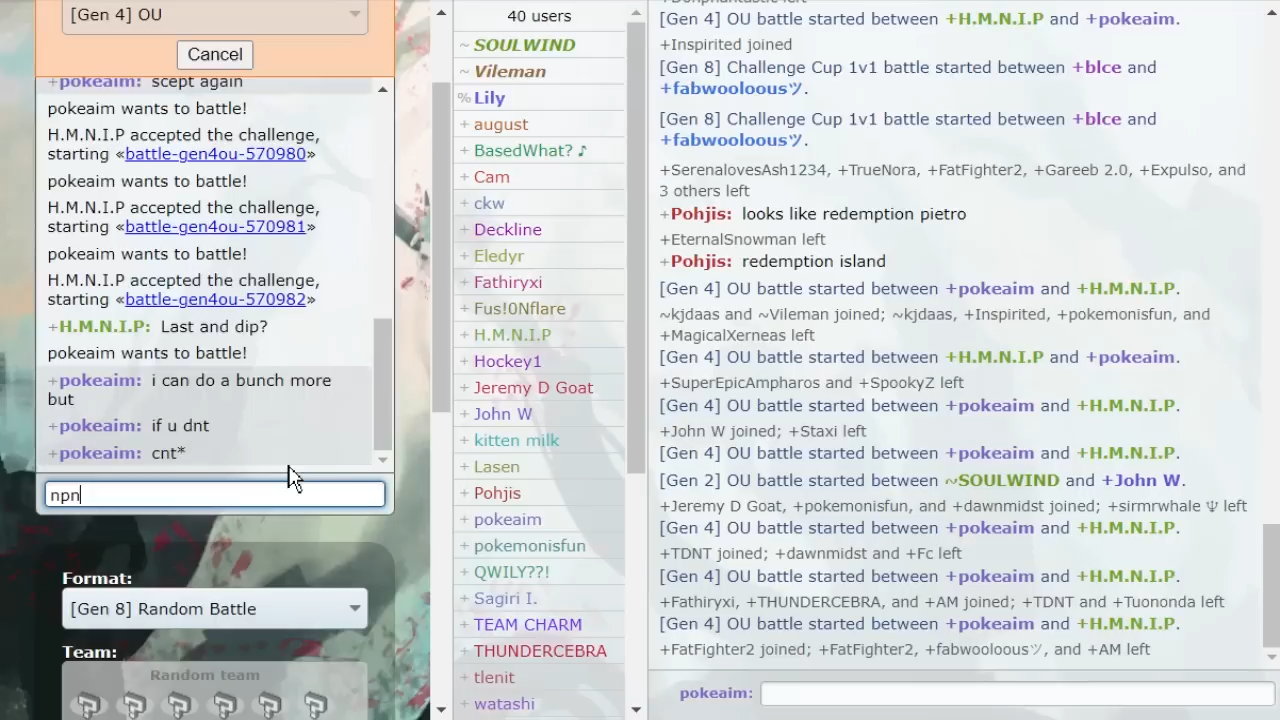 [Gen 4] OU
Cancel
+pokeaim: scept again
pokeaim wants to battle!
H.M.N.I.P accepted the challenge,
starting «battle-gen4ou-570980»
pokeaim wants to battle!
H.M.N.I.P accepted the challenge,
starting «battle-gen4ou-570981»
pokeaim wants to battle!
H.M.N.I.P accepted the challenge,
starting «battle-gen4ou-570982»
+H.M.N.I.P: Last and dip?
pokeaim wants to battle!
+pokeaim: i can do a bunch more
but
+pokeaim: if u dnt
+pokeaim: cnt*
npn
Format:
[Gen 8] Random Battle
Team:
Random team
40 users
~ SOULWIND
~ Vileman
% Lily
august
+ BasedWhat? ♪
+ Cam
+ ckw
+ Deckline
+ Eledyr
+ Fathiryxi
+ Fus!0Nflare
+ H.M.N.I.P
+ Hockey1
+ Jeremy D Goat
+ John W
+ kitten milk
+ Lasen
+ Pohjis
+ pokeaim
+ pokemonisfun
+ QWILY??!
+ Sagiri I.
+ TEAM CHARM
+ THUNDERCEBRA
+ tlenit
+ watashi
[Gen 4] OU battle started between +H.M.N.I.P and +pokeaim.
+Inspirited joined
[Gen 8] Challenge Cup 1v1 battle started between +blce and
+fabwooloousツ.
[Gen 8] Challenge Cup 1v1 battle started between +blce and
+fabwooloousツ.
+SerenalovesAsh1234, +TrueNora, +FatFighter2, +Gareeb 2.0, +Expulso, and
3 others left
+Pohjis: looks like redemption pietro
+EternalSnowman left
+Pohjis: redemption island
[Gen 4] OU battle started between +pokeaim and +H.M.N.I.P.
~kjdaas and ~Vileman joined; ~kjdaas, +Inspirited, +pokemonisfun, and
+MagicalXerneas left
[Gen 4] OU battle started between +H.M.N.I.P and +pokeaim.
+SuperEpicAmpharos and +SpookyZ left
[Gen 4] OU battle started between +pokeaim and +H.M.N.I.P.
+John W joined; +Staxi left
[Gen 4] OU battle started between +pokeaim and +H.M.N.I.P.
[Gen 2] OU battle started between ~SOULWIND and +John W.
+Jeremy D Goat, +pokemonisfun, and +dawnmidst joined; +sirmrwhale Ψ left
[Gen 4] OU battle started between +pokeaim and +H.M.N.I.P.
+TDNT joined; +dawnmidst and +Fc left
[Gen 4] OU battle started between +pokeaim and +H.M.N.I.P.
+Fathiryxi, +THUNDERCEBRA, and +AM joined; +TDNT and +Tuononda left
[Gen 4] OU battle started between +pokeaim and +H.M.N.I.P.
+FatFighter2 joined; +FatFighter2, +fabwooloousツ, and +AM left
pokeaim: